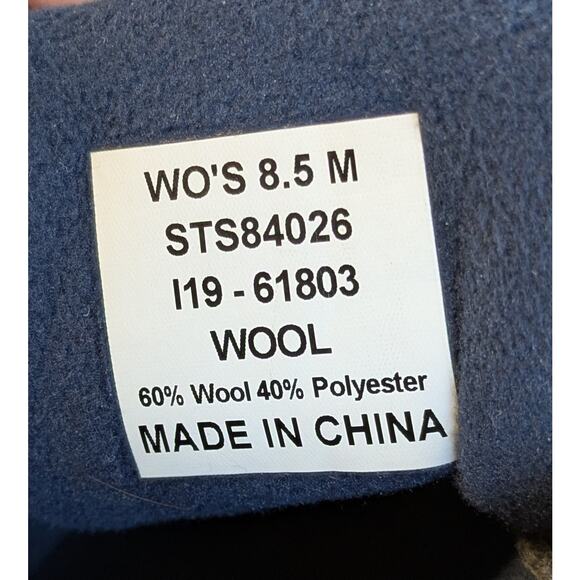 WO'S 8.5 M
STS84026
I19 - 61803
WOOL
60% Wool 40% Polyester
MADE IN CHINA